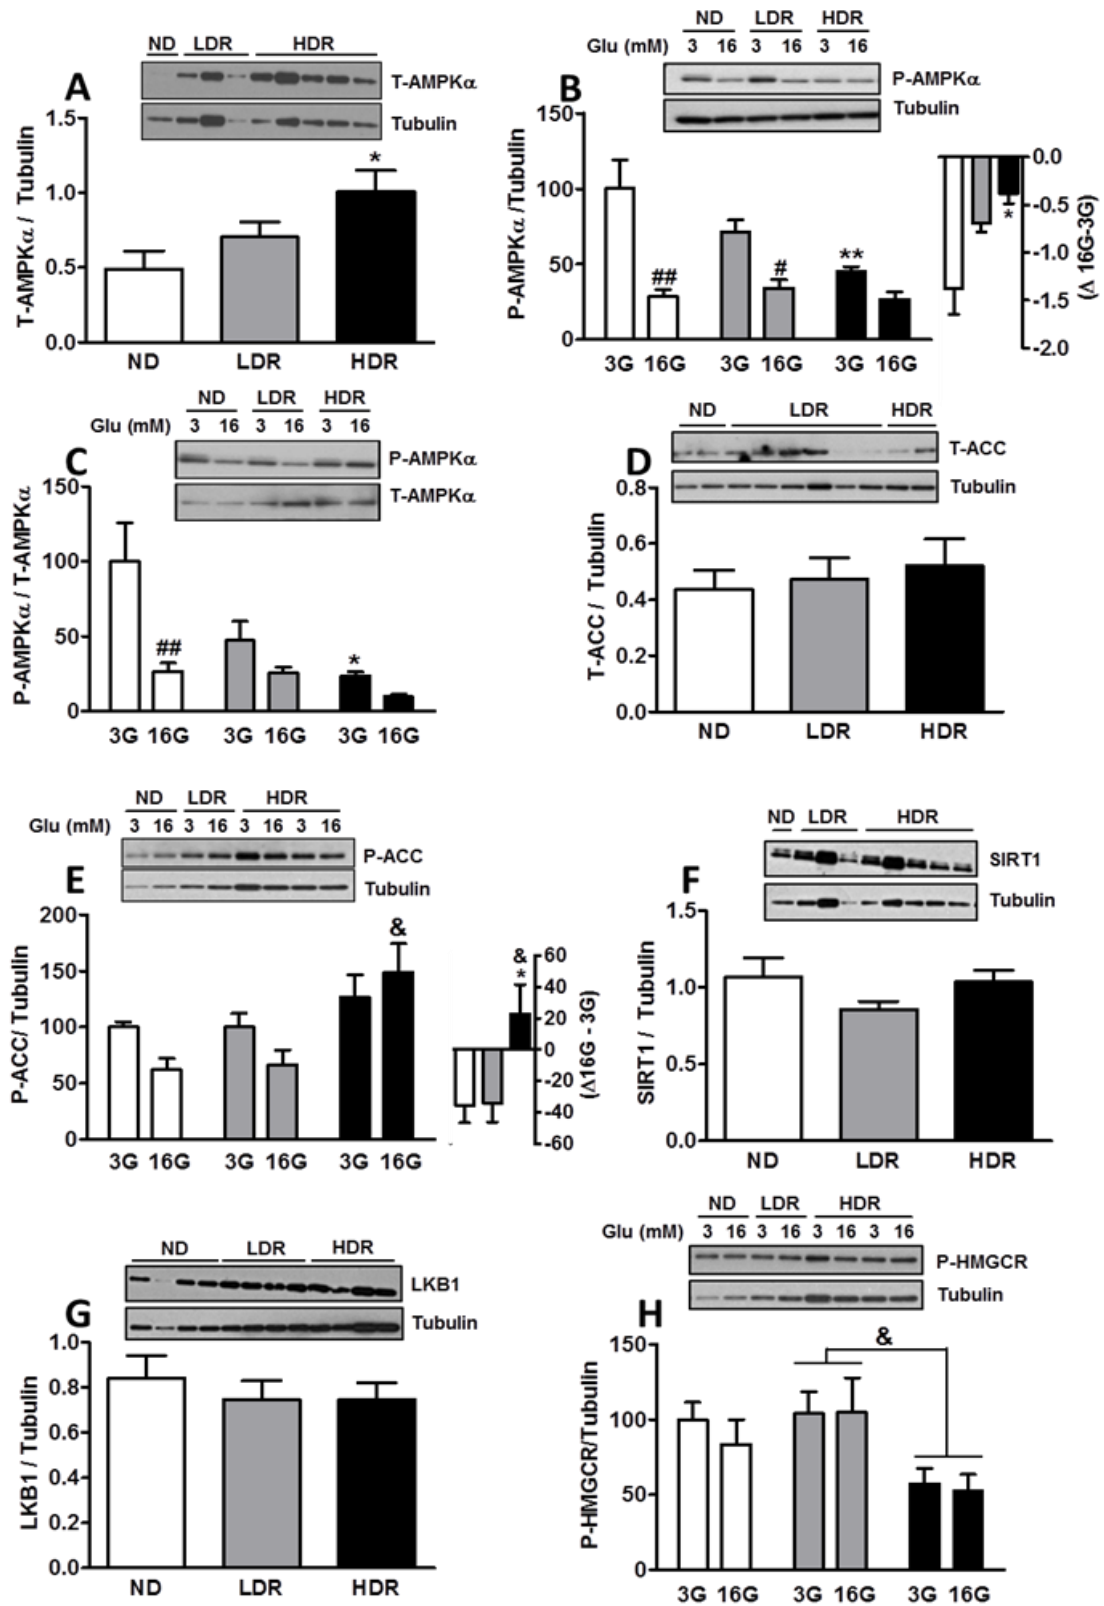 ND LDR HDR
T-AMPKα
Tubulin
A
1.5
1.0
0.5
0.0
T-AMPKα / Tubulin
*
ND LDR HDR
ND LDR HDR
Glu (mM) 3 16 3 16 3 16
P-AMPKα
Tubulin
B
150
100
50
0
P-AMPKα /Tubulin
## # **
3G 16G 3G 16G 3G 16G
0.0
-0.5
-1.0
-1.5
-2.0
(Δ 16G-3G)
*
ND LDR HDR
Glu (mM) 3 16 3 16 3 16
P-AMPKα
T-AMPKα
C
150
100
50
0
P-AMPKα / T-AMPKα
## *
3G 16G 3G 16G 3G 16G
ND LDR HDR
T-ACC
Tubulin
D
0.8
0.6
0.4
0.2
0.0
T-ACC / Tubulin
ND LDR HDR
ND LDR HDR
Glu (mM) 3 16 3 16 3 16 3 16
P-ACC
Tubulin
E
200
150
100
50
0
P-ACC/ Tubulin
&
3G 16G 3G 16G 3G 16G
&
*
60
40
20
0
-20
-40
-60
(Δ16G - 3G)
ND LDR HDR
SIRT1
Tubulin
F
1.5
1.0
0.5
0.0
SIRT1 / Tubulin
ND LDR HDR
ND LDR HDR
LKB1
Tubulin
G
1.0
0.8
0.6
0.4
0.2
0.0
LKB1 / Tubulin
ND LDR HDR
ND LDR HDR
Glu (mM) 3 16 3 16 3 16 3 16
P-HMGCR
Tubulin
H
150
100
50
0
P-HMGCR/Tubulin
&
3G 16G 3G 16G 3G 16G